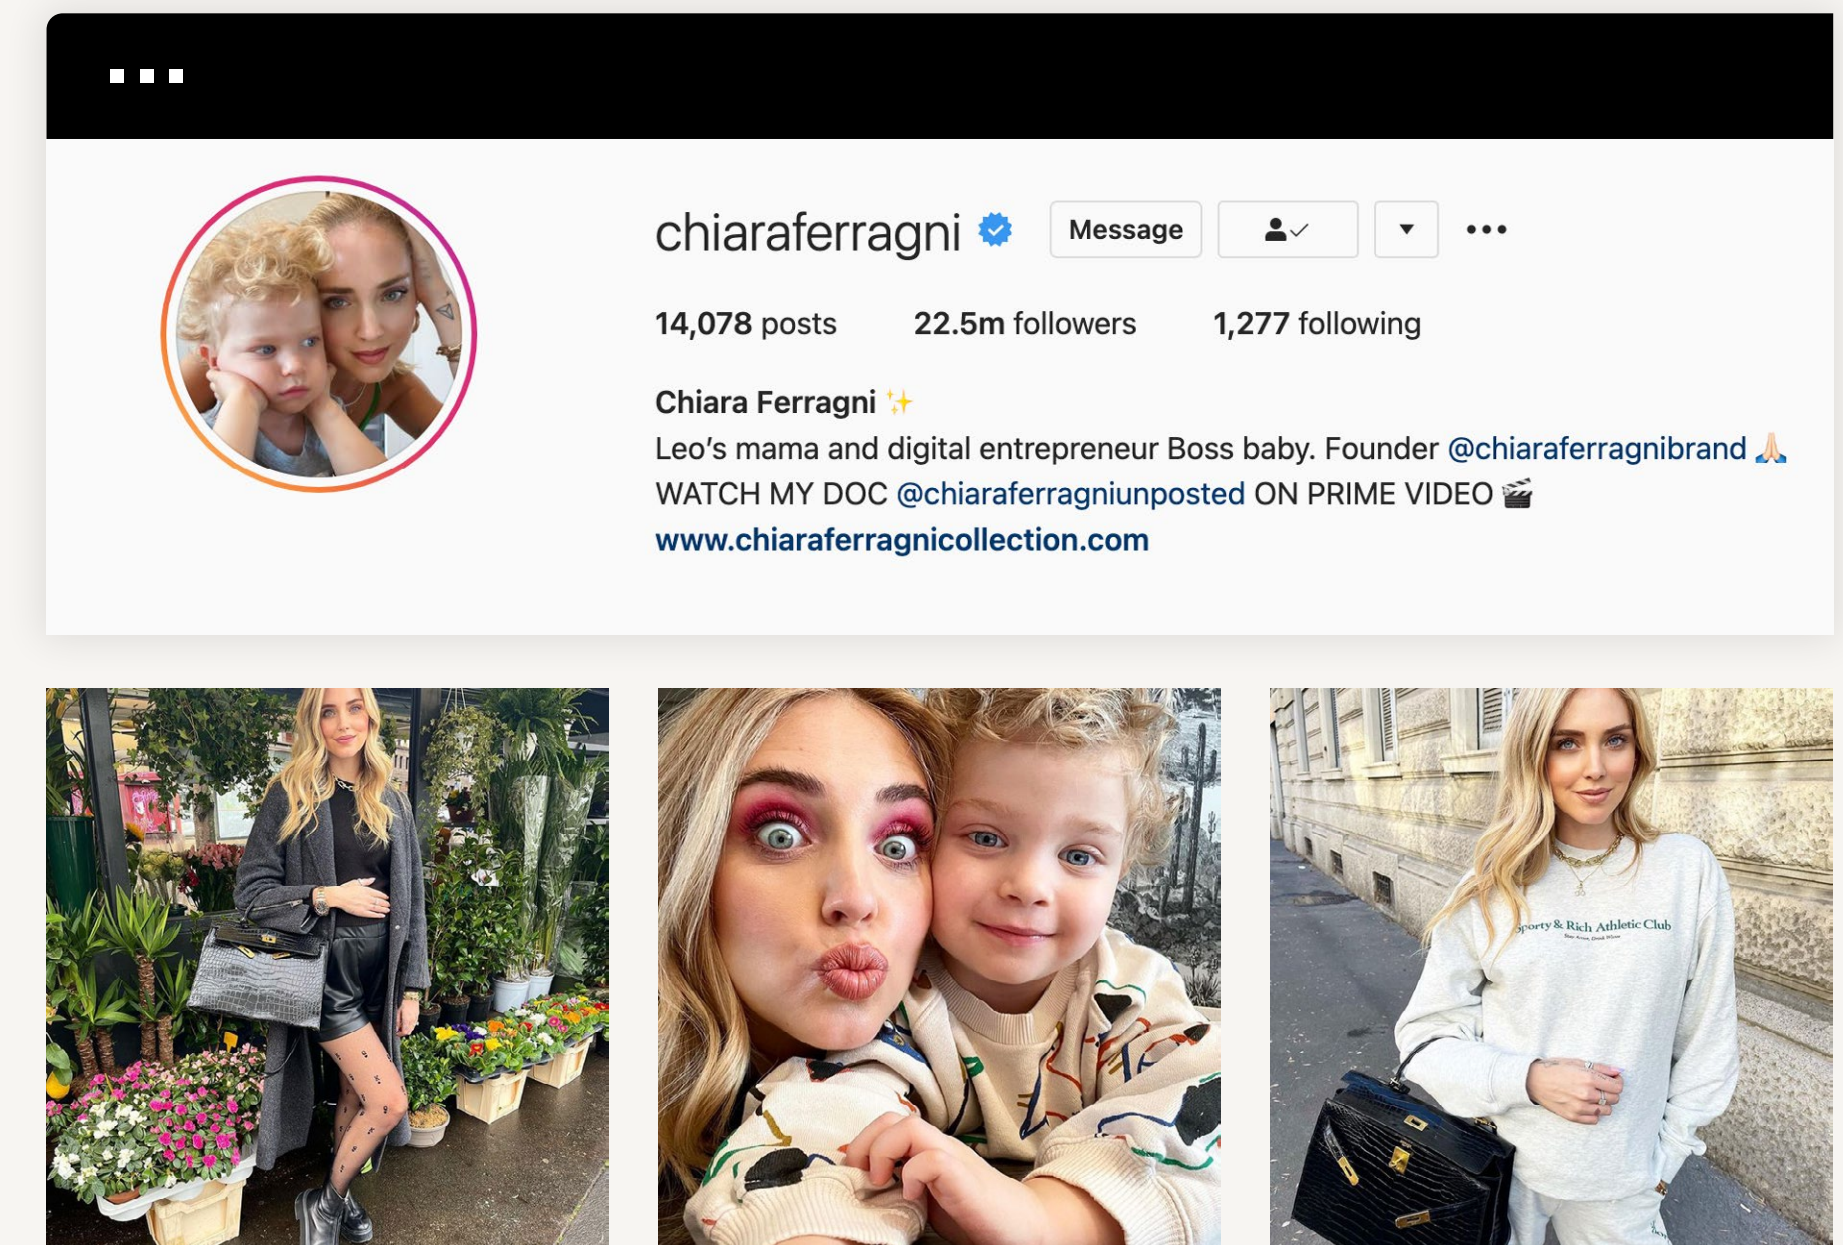 chiaraferragni Message
14,078 posts 22.5m followers 1,277 following
Chiara Ferragni ✨
Leo’s mama and digital entrepreneur Boss baby. Founder @chiaraferragnibrand 🙏🏻
WATCH MY DOC @chiaraferragniunposted ON PRIME VIDEO 🎬
www.chiaraferragnicollection.com
Sporty & Rich Athletic Club